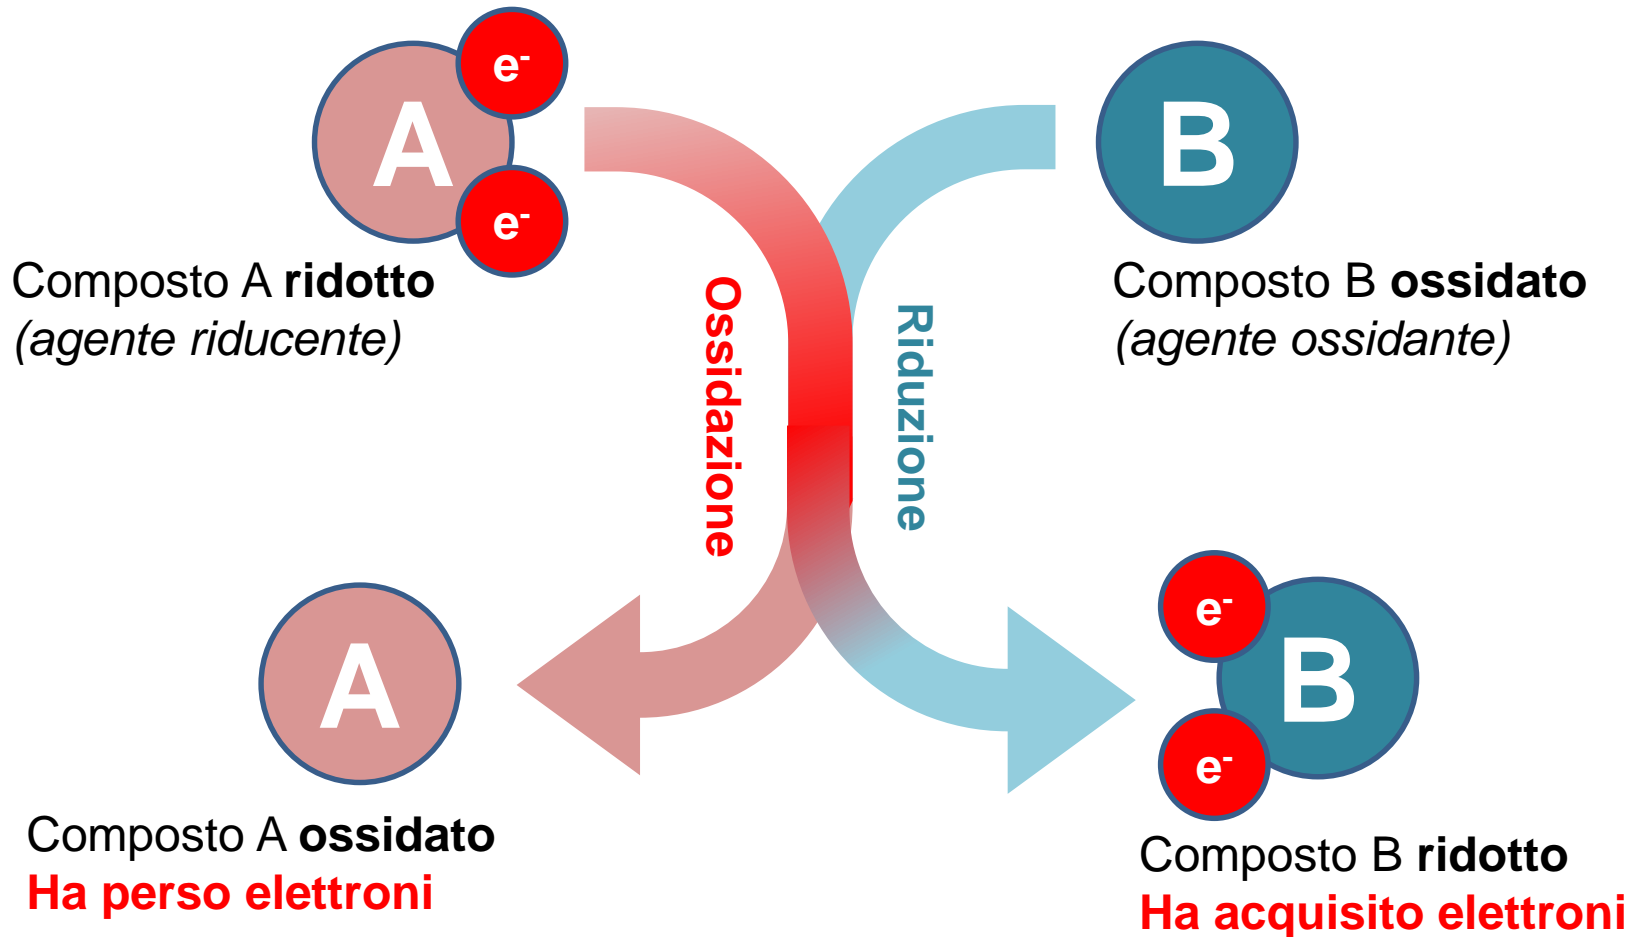 A
e-
e-
B
Composto A ridotto
(agente riducente)
Composto B ossidato
(agente ossidante)
Ossidazione
Riduzione
A
e-
e-
B
Composto A ossidato
Ha perso elettroni
Composto B ridotto
Ha acquisito elettroni